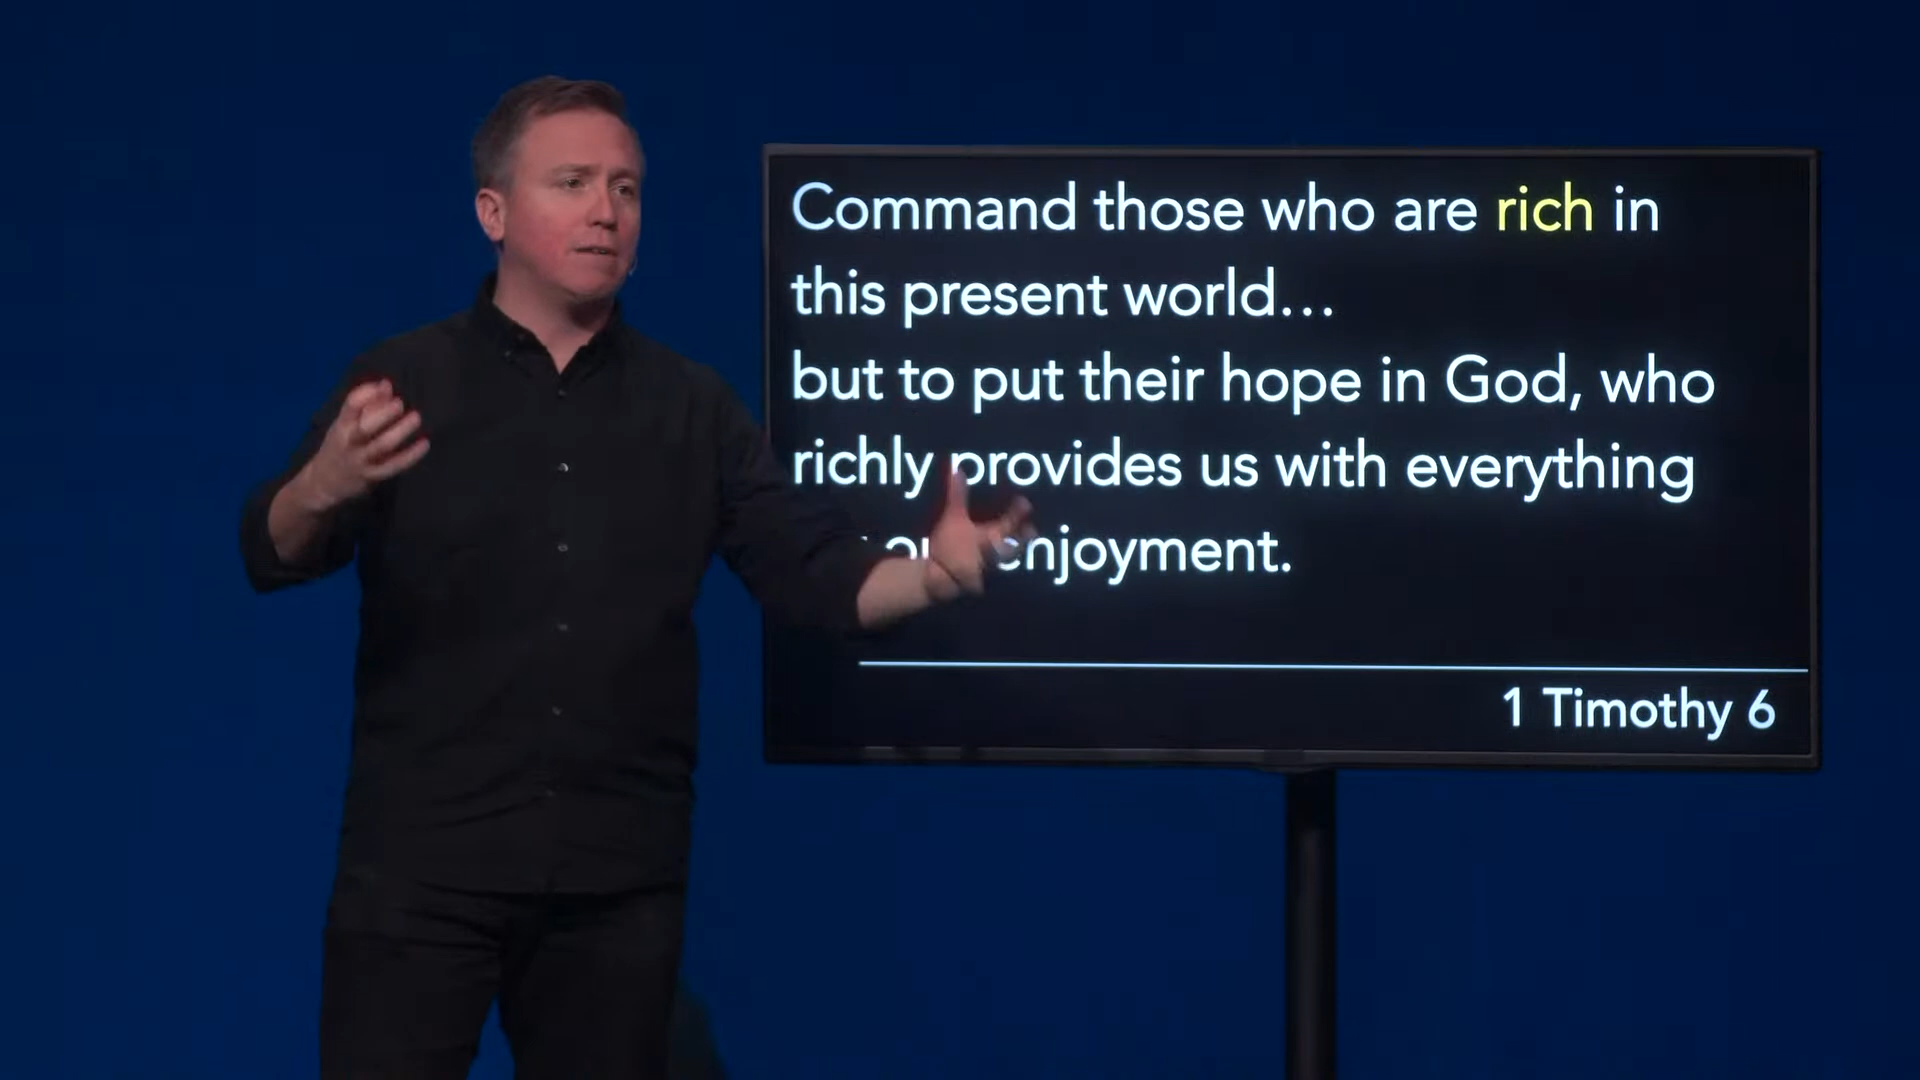 Command those who are rich in
this present world…
but to put their hope in God, who
richly provides us with everything
enjoyment.
1 Timothy 6